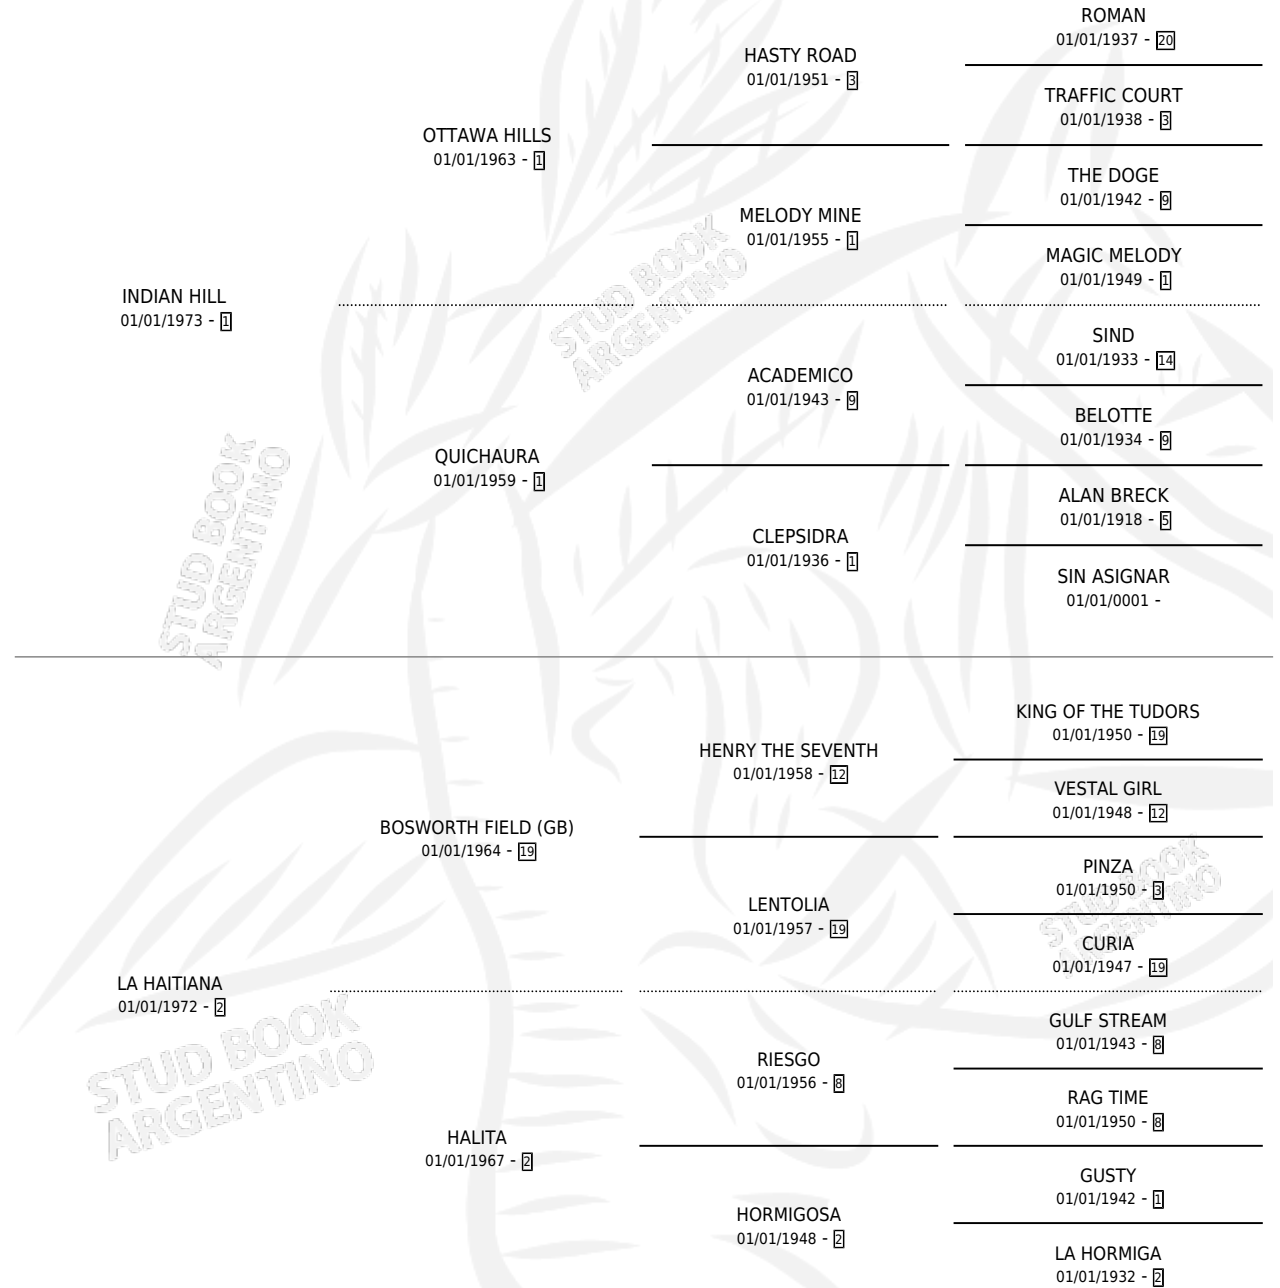 ROMAN
01/01/1937 - 20
HASTY ROAD
01/01/1951 - 3
TRAFFIC COURT
01/01/1938 - 3
OTTAWA HILLS
01/01/1963 - 1
THE DOGE
01/01/1942 - 9
MELODY MINE
01/01/1955 - 1
MAGIC MELODY
01/01/1949 - 1
INDIAN HILL
01/01/1973 - 1
STUD BOOK
ARGENTINO
SIND
01/01/1933 - 14
ACADEMICO
01/01/1943 - 9
BELOTTE
01/01/1934 - 9
QUICHAURA
01/01/1959 - 1
ALAN BRECK
01/01/1918 - 5
CLEPSIDRA
01/01/1936 - 1
SIN ASIGNAR
01/01/0001 -
STUD BOOK
ARGENTINO
KING OF THE TUDORS
01/01/1950 - 19
HENRY THE SEVENTH
01/01/1958 - 12
VESTAL GIRL
01/01/1948 - 12
BOSWORTH FIELD (GB)
01/01/1964 - 19
PINZA
01/01/1950 - 3
LENTOLIA
01/01/1957 - 19
CURIA
01/01/1947 - 19
STUD BOOK
ARGENTINO
LA HAITIANA
01/01/1972 - 2
GULF STREAM
01/01/1943 - 8
RIESGO
01/01/1956 - 8
RAG TIME
01/01/1950 - 8
STUD BOOK
ARGENTINO
HALITA
01/01/1967 - 2
GUSTY
01/01/1942 - 1
HORMIGOSA
01/01/1948 - 2
LA HORMIGA
01/01/1932 - 2